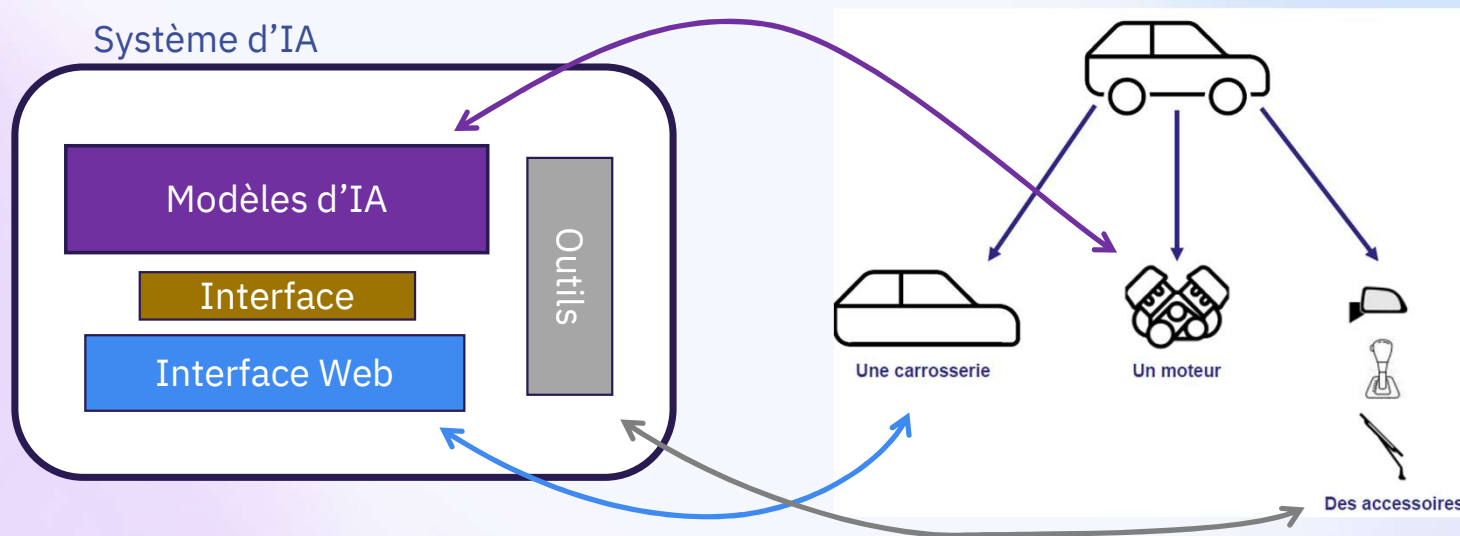 Système d’IA
Modèles d’IA
Interface
Interface Web
Outils
Une carrosserie
Un moteur
Des accessoires